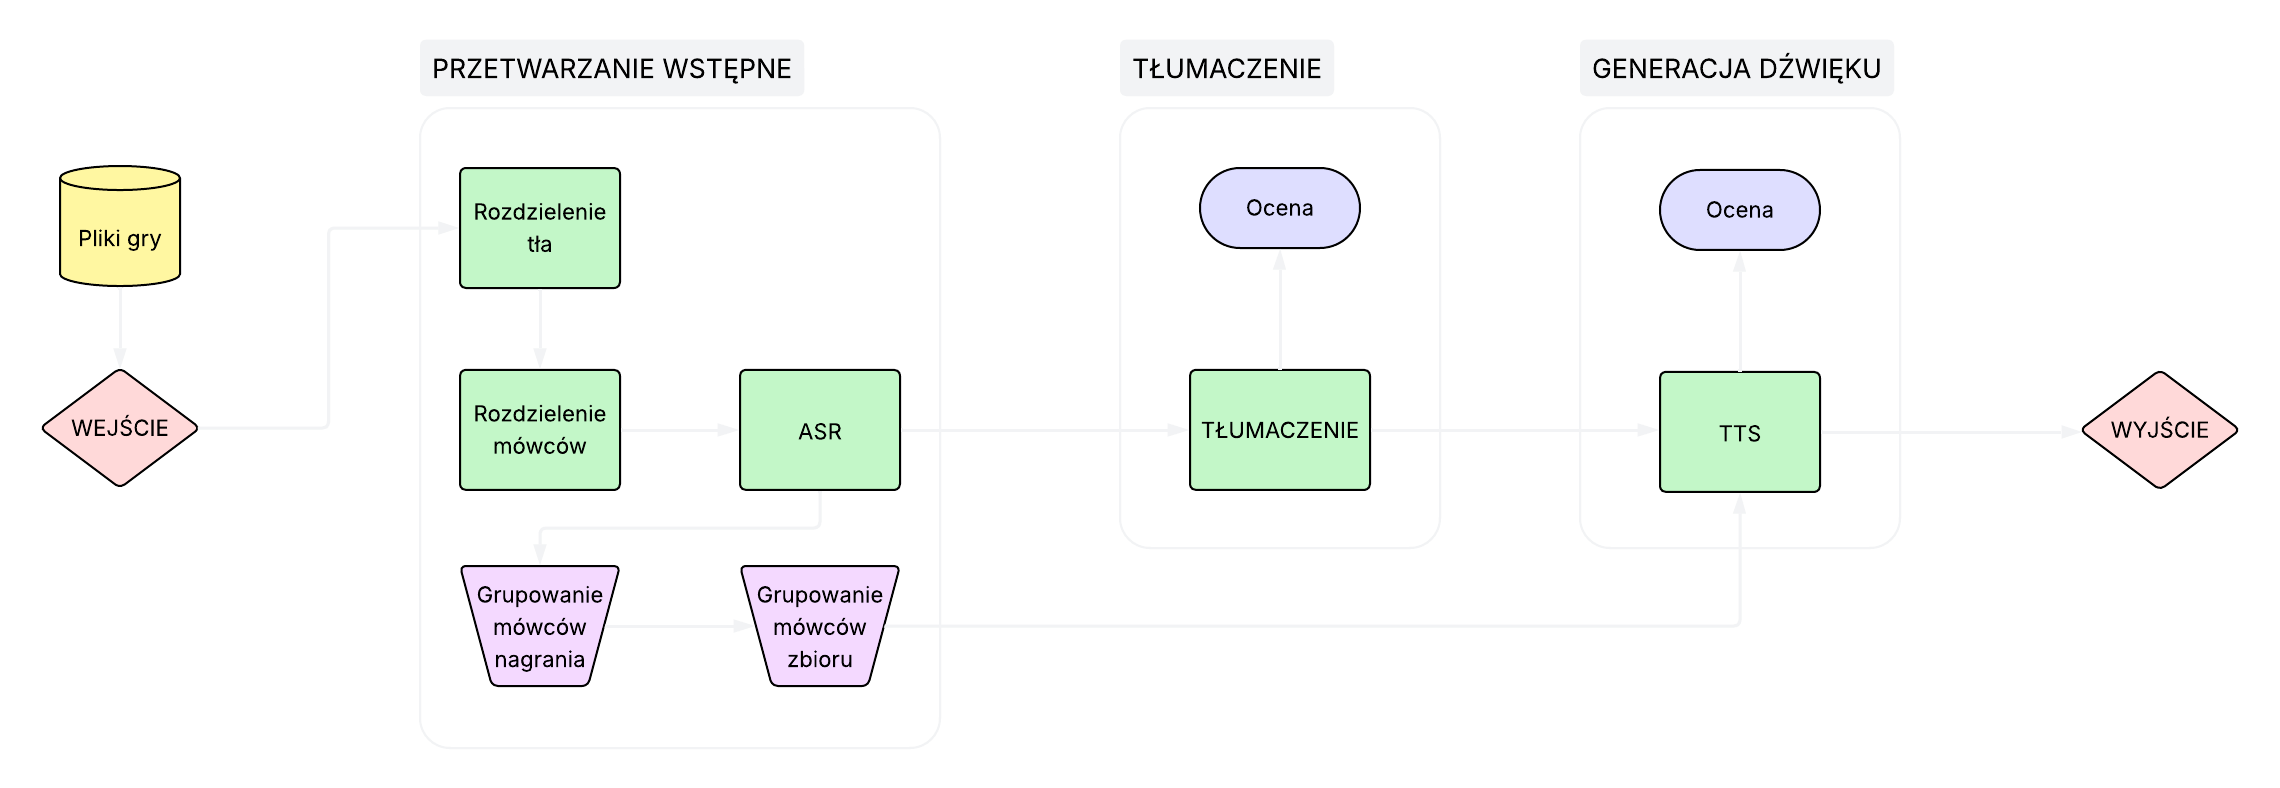 PRZETWARZANIE WSTĘPNE
TŁUMACZENIE
GENERACJA DŹWIĘKU
Pliki gry
WEJŚCIE
Rozdzielenie
tła
Rozdzielenie
mówców
ASR
Grupowanie
mówców
nagrania
Grupowanie
mówców
zbioru
Ocena
TŁUMACZENIE
Ocena
TTS
WYJŚCIE